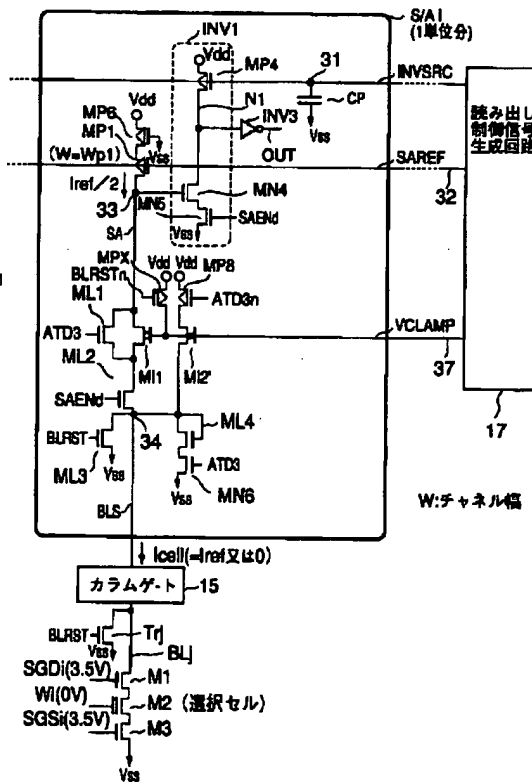 S/AI
(1単位分)
INV1
Vdd
MP4
31
INVSRC
Vdd
N1
INV3
CP
Vss
MP6
MP1
Vss
OUT
読み出し
制御信号
生成回路
(W=Wp1)
SAREF
Iref/2
MN4
32
33
MN5
SAENd
SA
Vss
MPX
Vdd
Vdd
MP8
BLRSTn
ATD3n
ML1
VCLAMP
ATD3
MI1
MI2'
37
ML2
17
SAENd
34
ML4
BLRST
ATD3
ML3
Vss
Vss
MN6
BLS
W:チャネル幅
Icell(=Iref又は0)
カラムゲート
15
BLRST
Trj
Vss
BLj
SGDi(3.5V)
M1
Wi(0V)
M2 (選択セル)
SGSi(3.5V)
M3
Vss